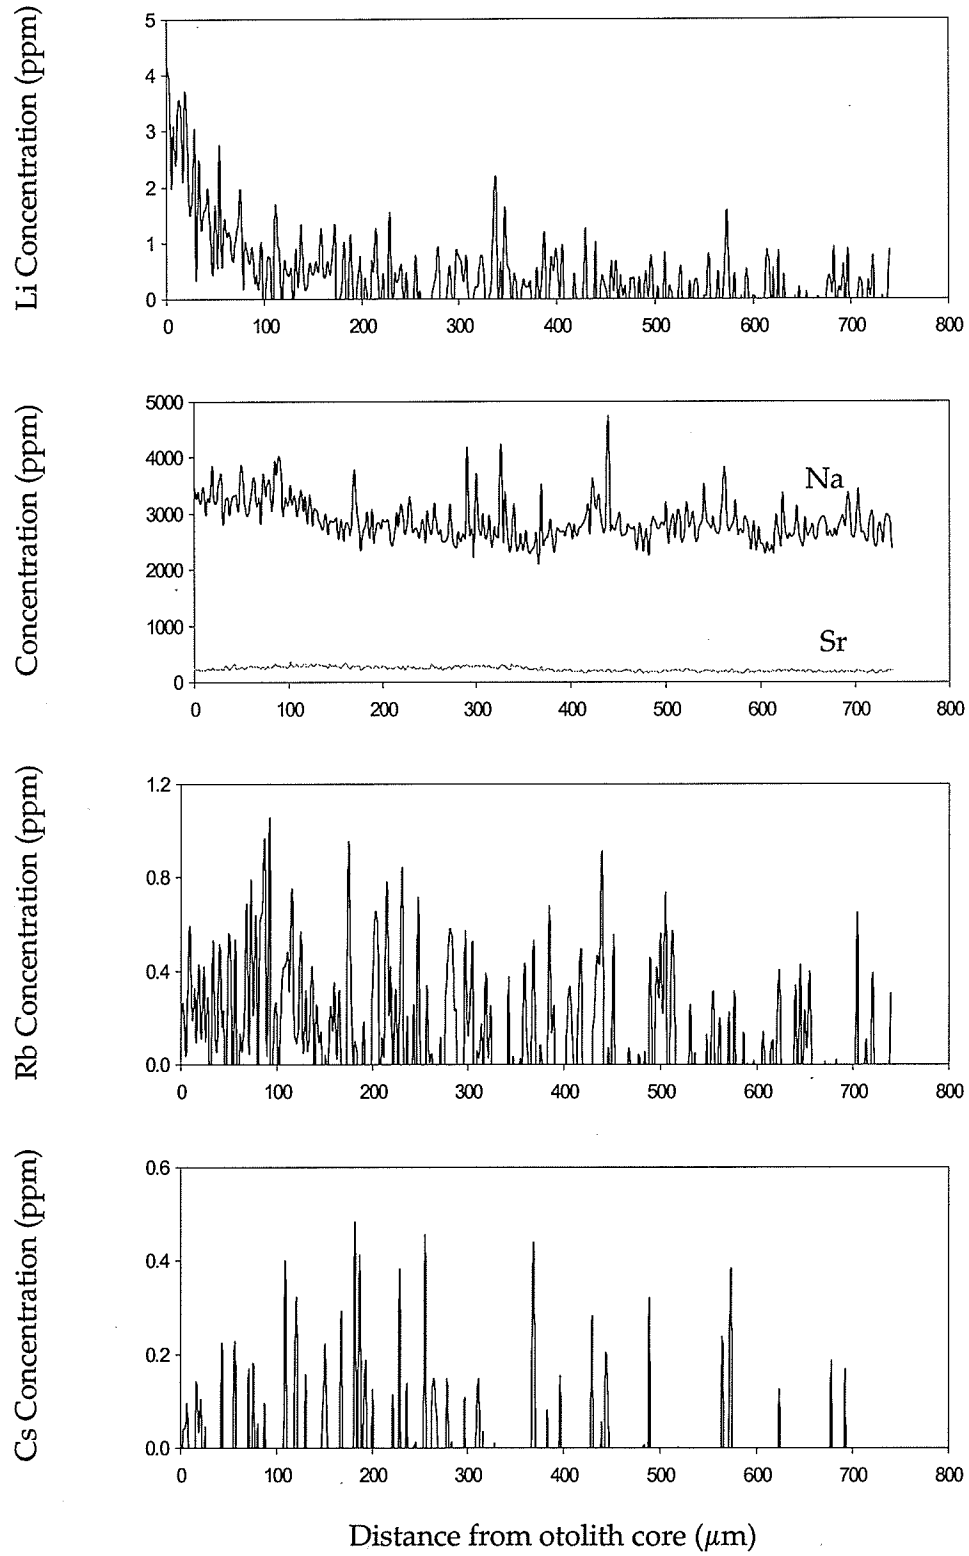 Li Concentration (ppm)
5
4
3
2
1
0
0 100 200 300 400 500 600 700 800
Concentration (ppm)
5000
4000
3000
2000
1000
0
Na
Sr
0 100 200 300 400 500 600 700 800
Rb Concentration (ppm)
1.2
0.8
0.4
0.0
0 100 200 300 400 500 600 700 800
Cs Concentration (ppm)
0.6
0.4
0.2
0.0
0 100 200 300 400 500 600 700 800
Distance from otolith core (μm)